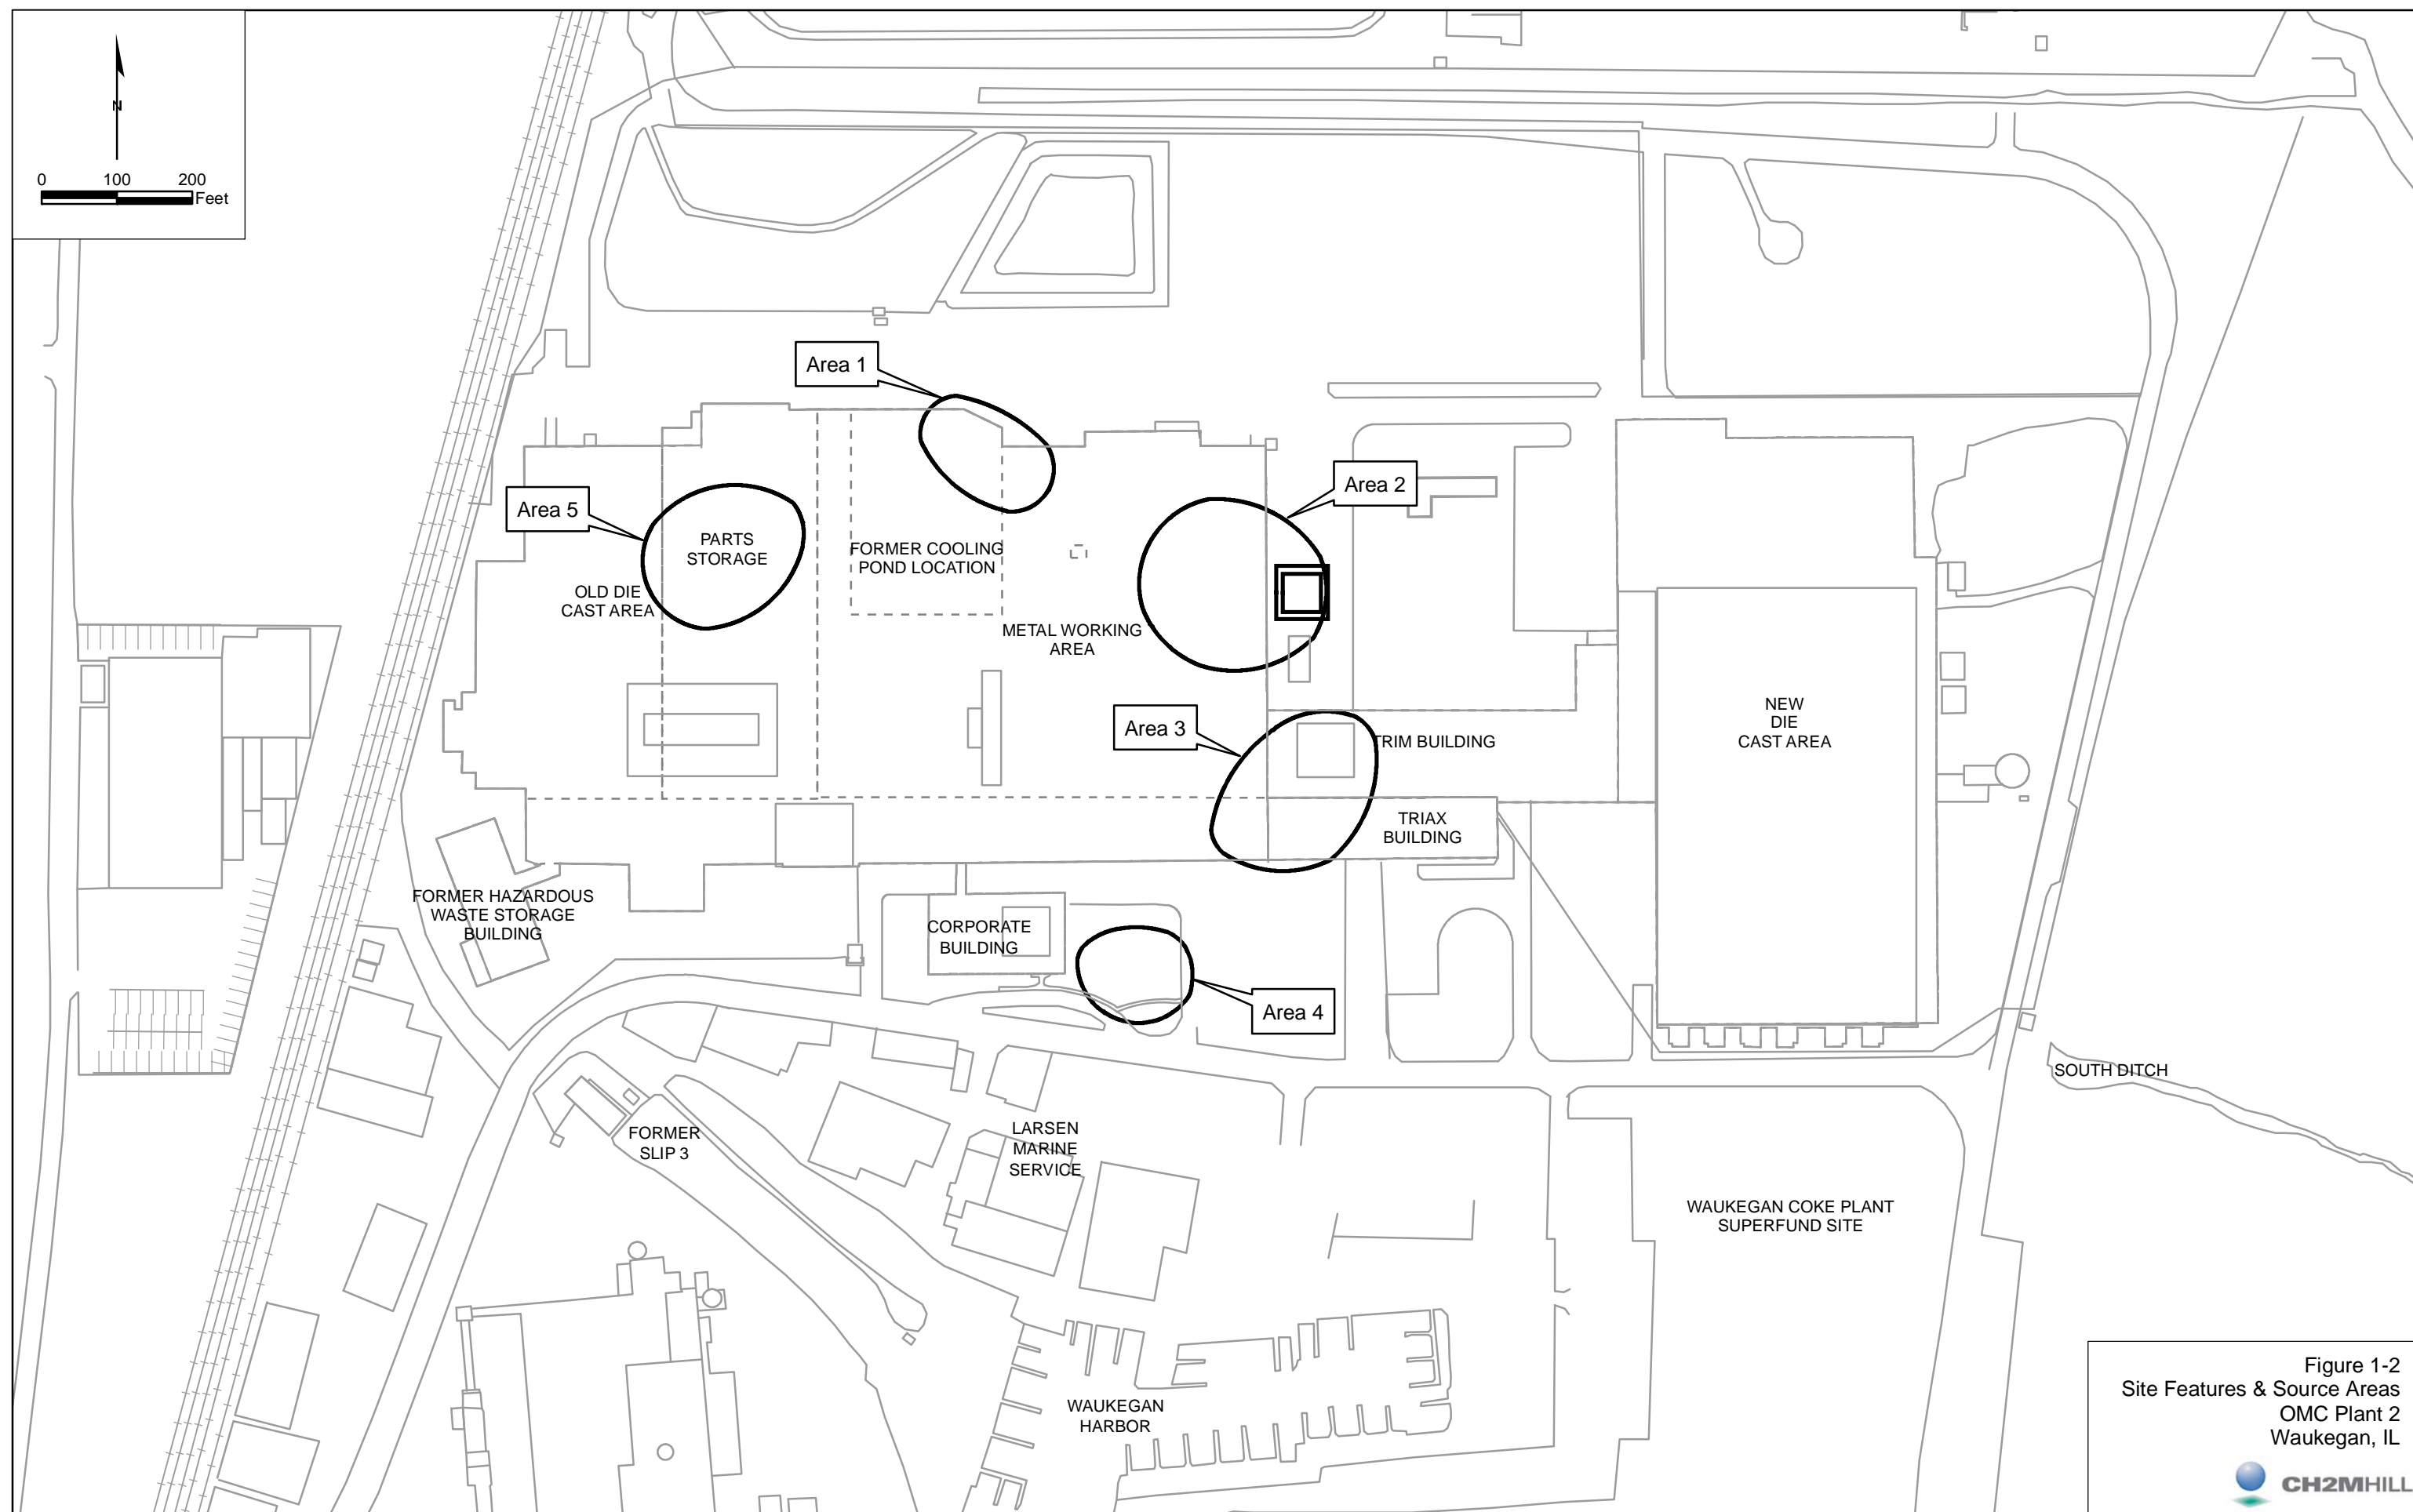 N
0 100 200
Feet
Area 1
Area 2
Area 5
PARTS
STORAGE
FORMER COOLING
POND LOCATION
OLD DIE
CAST AREA
METAL WORKING
AREA
Area 3
TRIM BUILDING
NEW
DIE
CAST AREA
TRIAX
BUILDING
FORMER HAZARDOUS
WASTE STORAGE
BUILDING
CORPORATE
BUILDING
Area 4
SOUTH DITCH
FORMER
SLIP 3
LARSEN
MARINE
SERVICE
WAUKEGAN COKE PLANT
SUPERFUND SITE
WAUKEGAN
HARBOR
Figure 1-2
Site Features & Source Areas
OMC Plant 2
Waukegan, IL
CH2MHILL